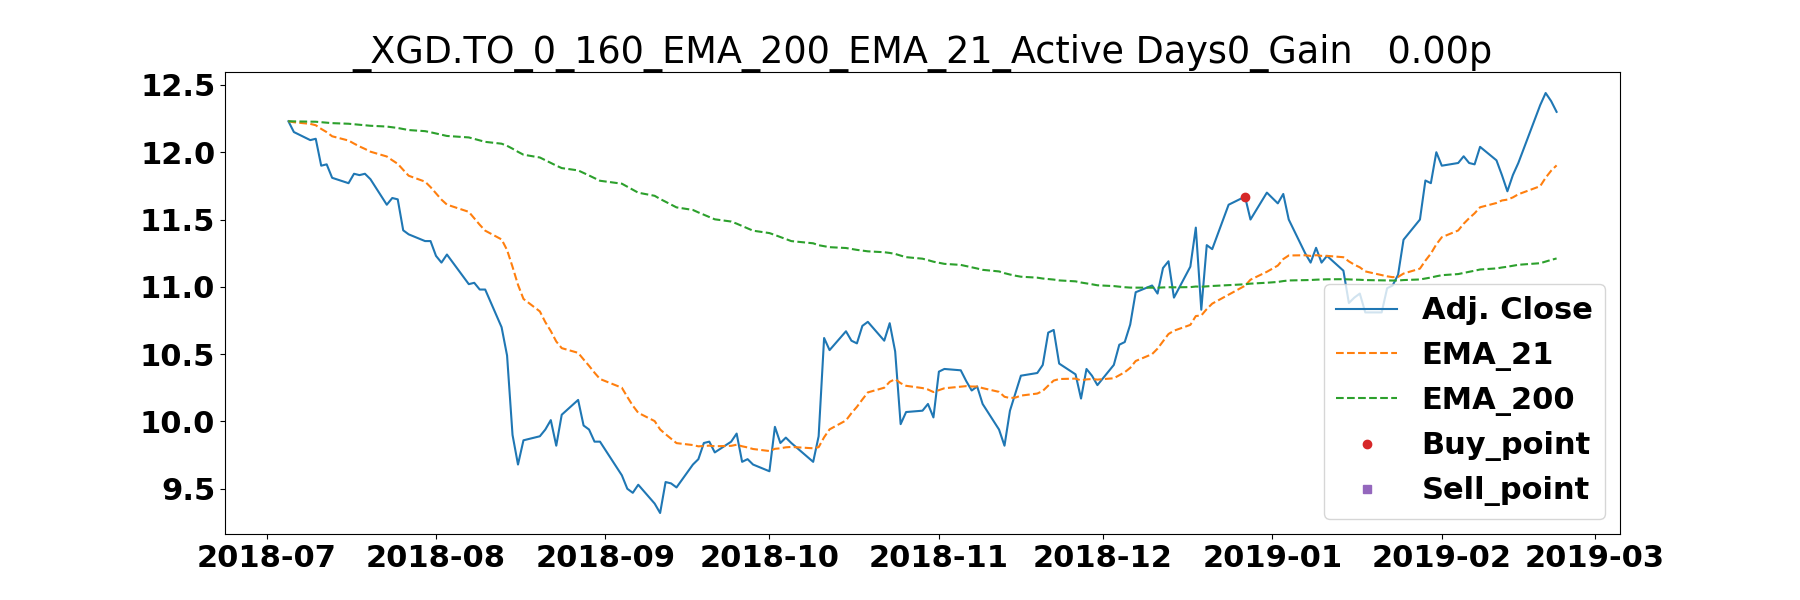 _XGD.TO_0_160_EMA_200_EMA_21_Active Days0_Gain   0.00p
12.5
12.0
11.5
11.0
10.5
10.0
9.5
Adj. Close
EMA_21
EMA_200
Buy_point
Sell_point
2018-07 2018-08 2018-09 2018-10 2018-11 2018-12 2019-01 2019-02 2019-03